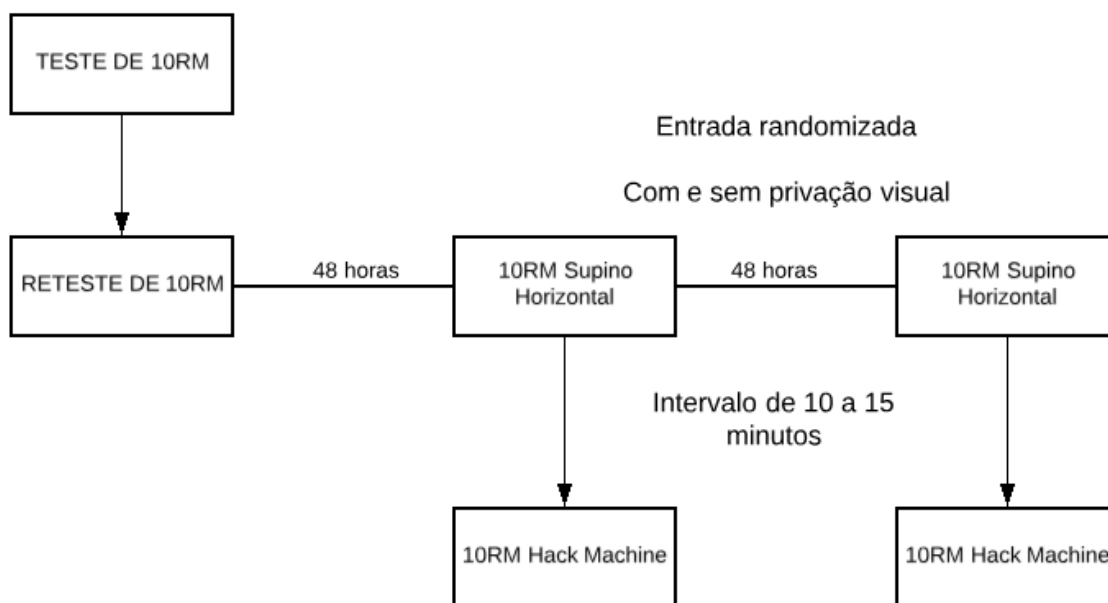 TESTE DE 10RM
Entrada randomizada
Com e sem privação visual
RETESTE DE 10RM
48 horas
10RM Supino
Horizontal
48 horas
10RM Supino
Horizontal
Intervalo de 10 a 15
minutos
10RM Hack Machine
10RM Hack Machine